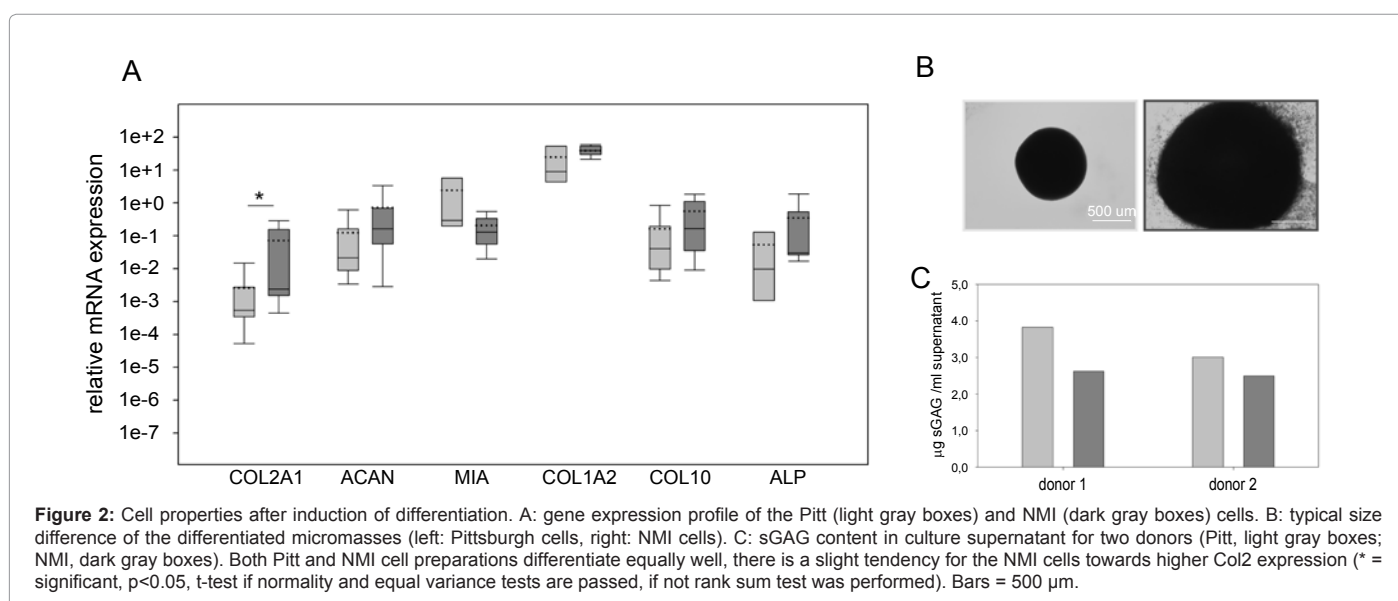 A
B
1e+2
1e+1
1e+0
1e-1
1e-2
1e-3
1e-4
1e-5
1e-6
1e-7
relative mRNA expression
*
COL2A1 ACAN MIA COL1A2 COL10 ALP
500 um
C
5,0
4.0
3,0
2,0
1,0
0,0
µg sGAG /ml supernatant
donor 1 donor 2
Figure 2: Cell properties after induction of differentiation. A: gene expression profile of the Pitt (light gray boxes) and NMI (dark gray boxes) cells. B: typical size
difference of the differentiated micromasses (left: Pittsburgh cells, right: NMI cells). C: sGAG content in culture supernatant for two donors (Pitt, light gray boxes;
NMI, dark gray boxes). Both Pitt and NMI cell preparations differentiate equally well, there is a slight tendency for the NMI cells towards higher Col2 expression (* =
significant, p<0.05, t-test if normality and equal variance tests are passed, if not rank sum test was performed). Bars = 500 µm.